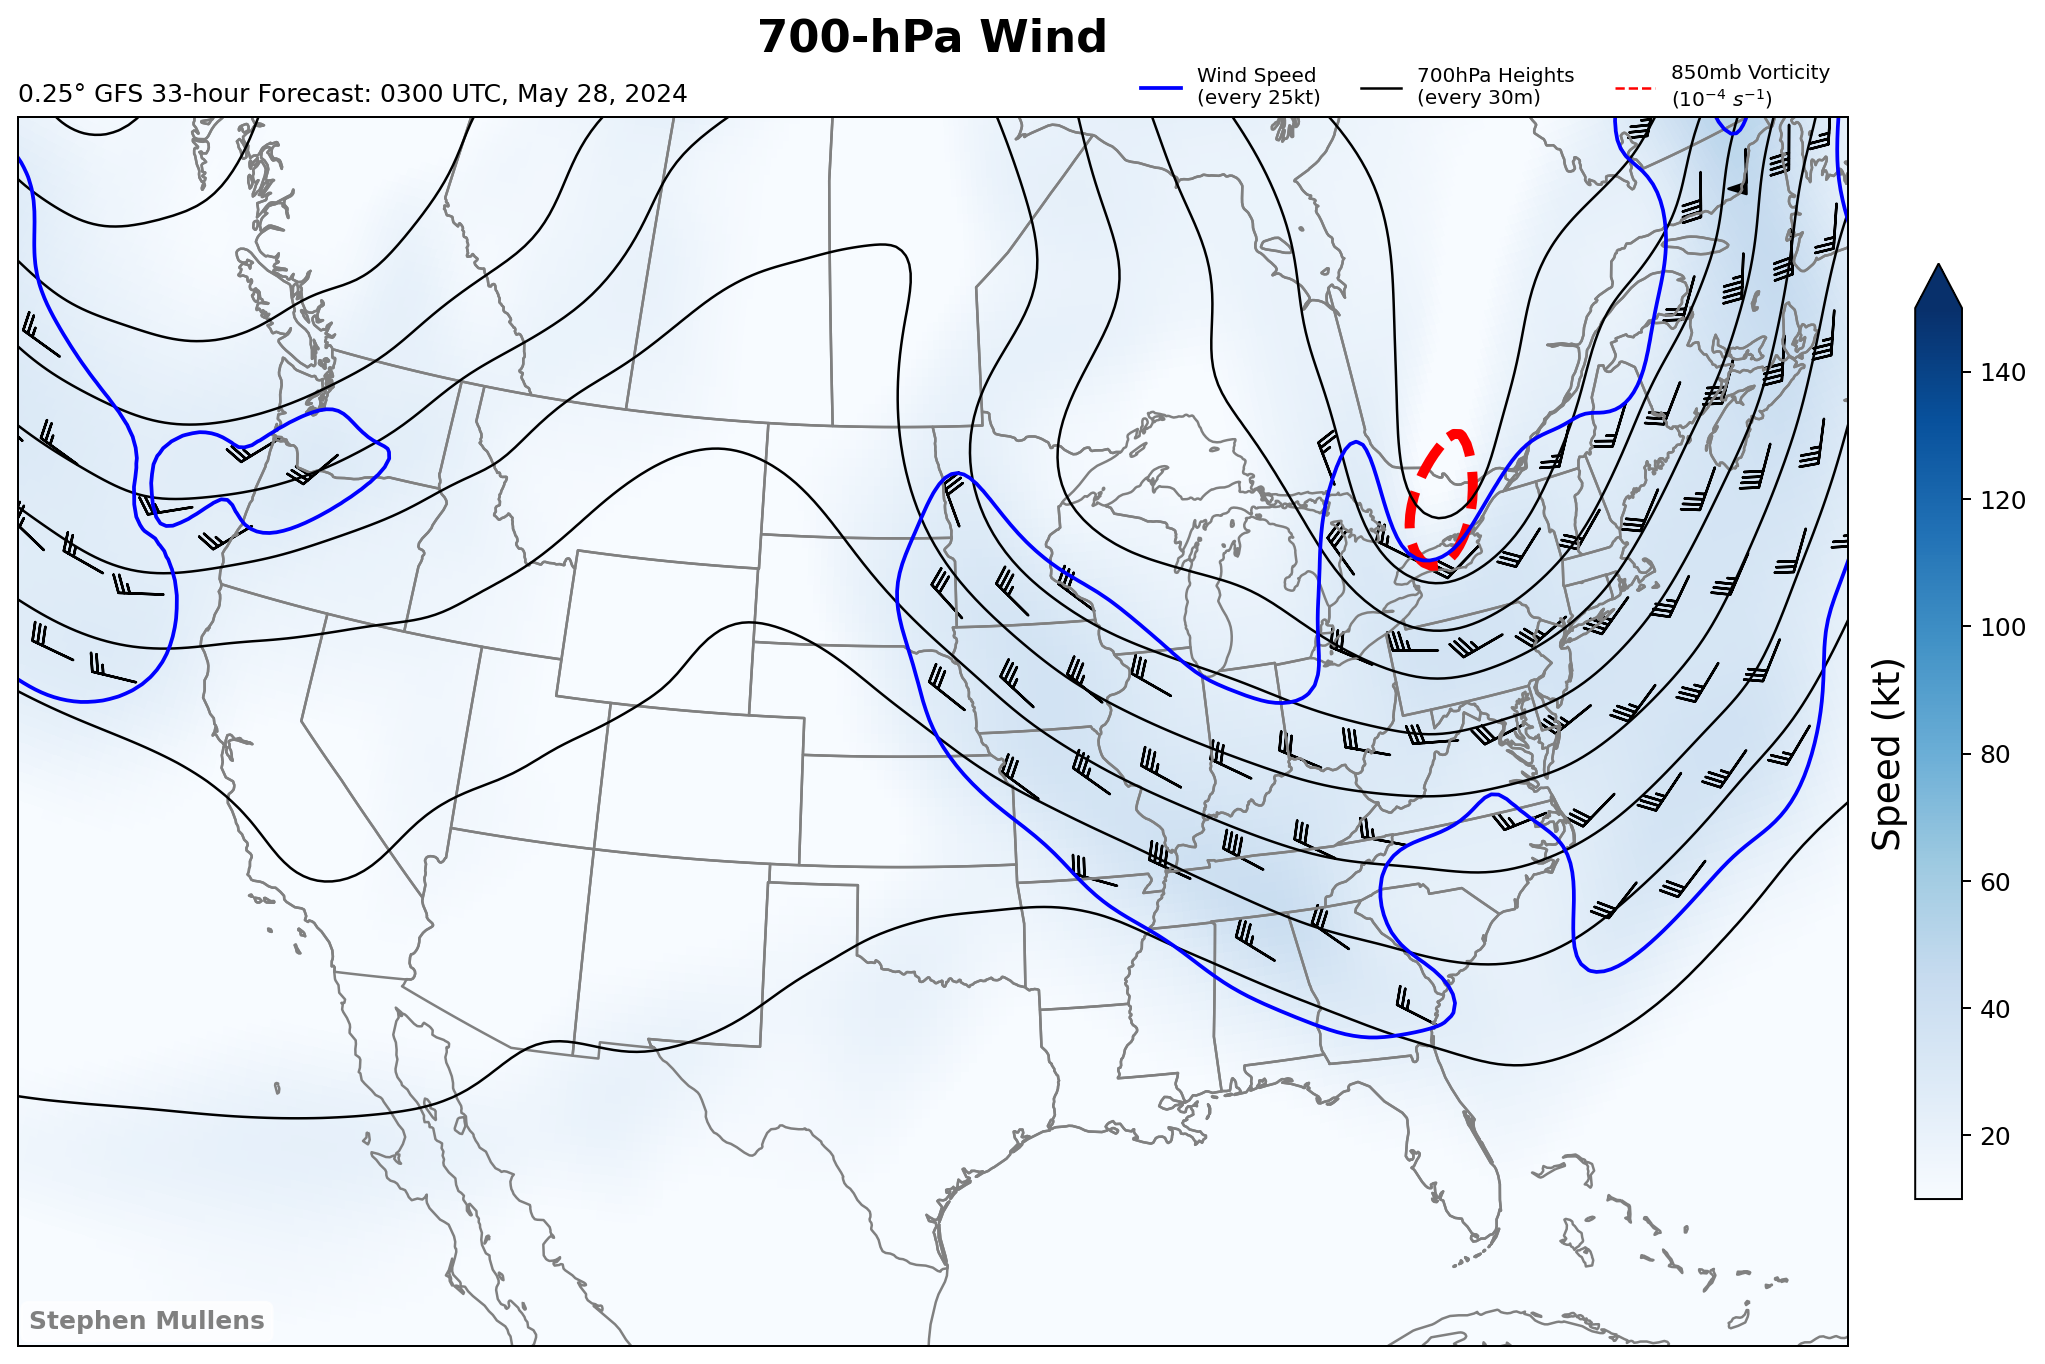 700-hPa Wind
0.25° GFS 33-hour Forecast: 0300 UTC, May 28, 2024
Wind Speed
(every 25kt)
700hPa Heights
(every 30m)
850mb Vorticity
(10⁻⁴ s⁻¹)
140
120
100
80
60
40
20
Speed (kt)
Stephen Mullens